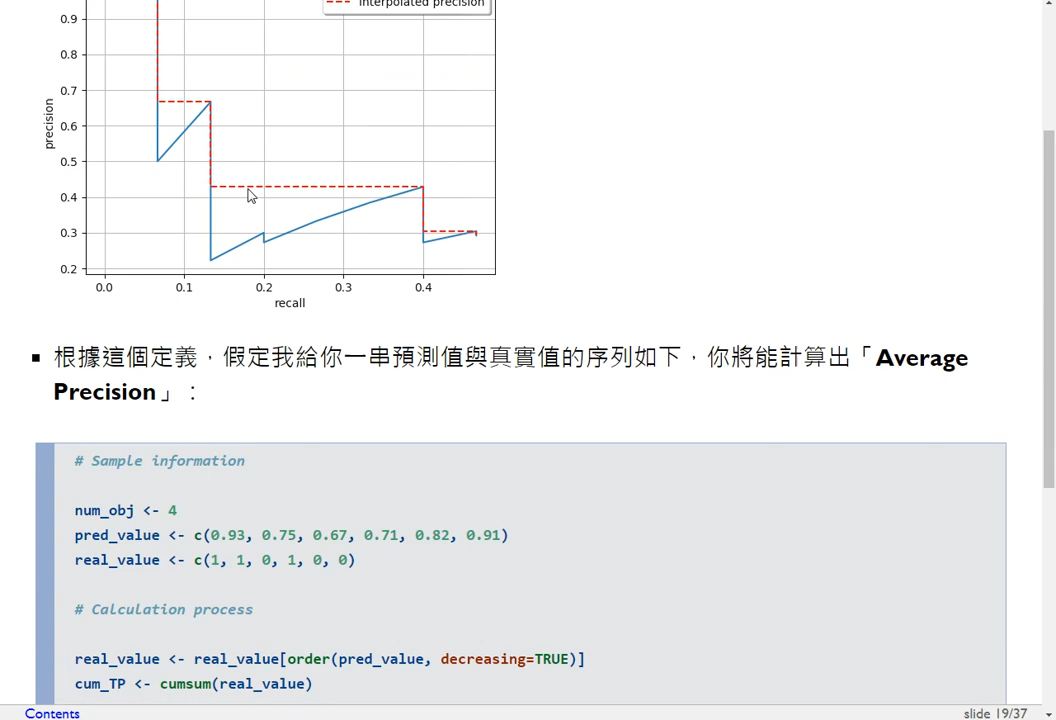 interpolated precision
0.9
0.8
0.7
0.6
0.5
0.4
0.3
0.2
precision
0.0 0.1 0.2 0.3 0.4
recall
▪ 根據這個定義，假定我給你一串預測值與真實值的序列如下，你將能計算出「Average
Precision」：
# Sample information
num_obj <- 4
pred_value <- c(0.93, 0.75, 0.67, 0.71, 0.82, 0.91)
real_value <- c(1, 1, 0, 1, 0, 0)
# Calculation process
real_value <- real_value[order(pred_value, decreasing=TRUE)]
cum_TP <- cumsum(real_value)
Contents
slide 19/37